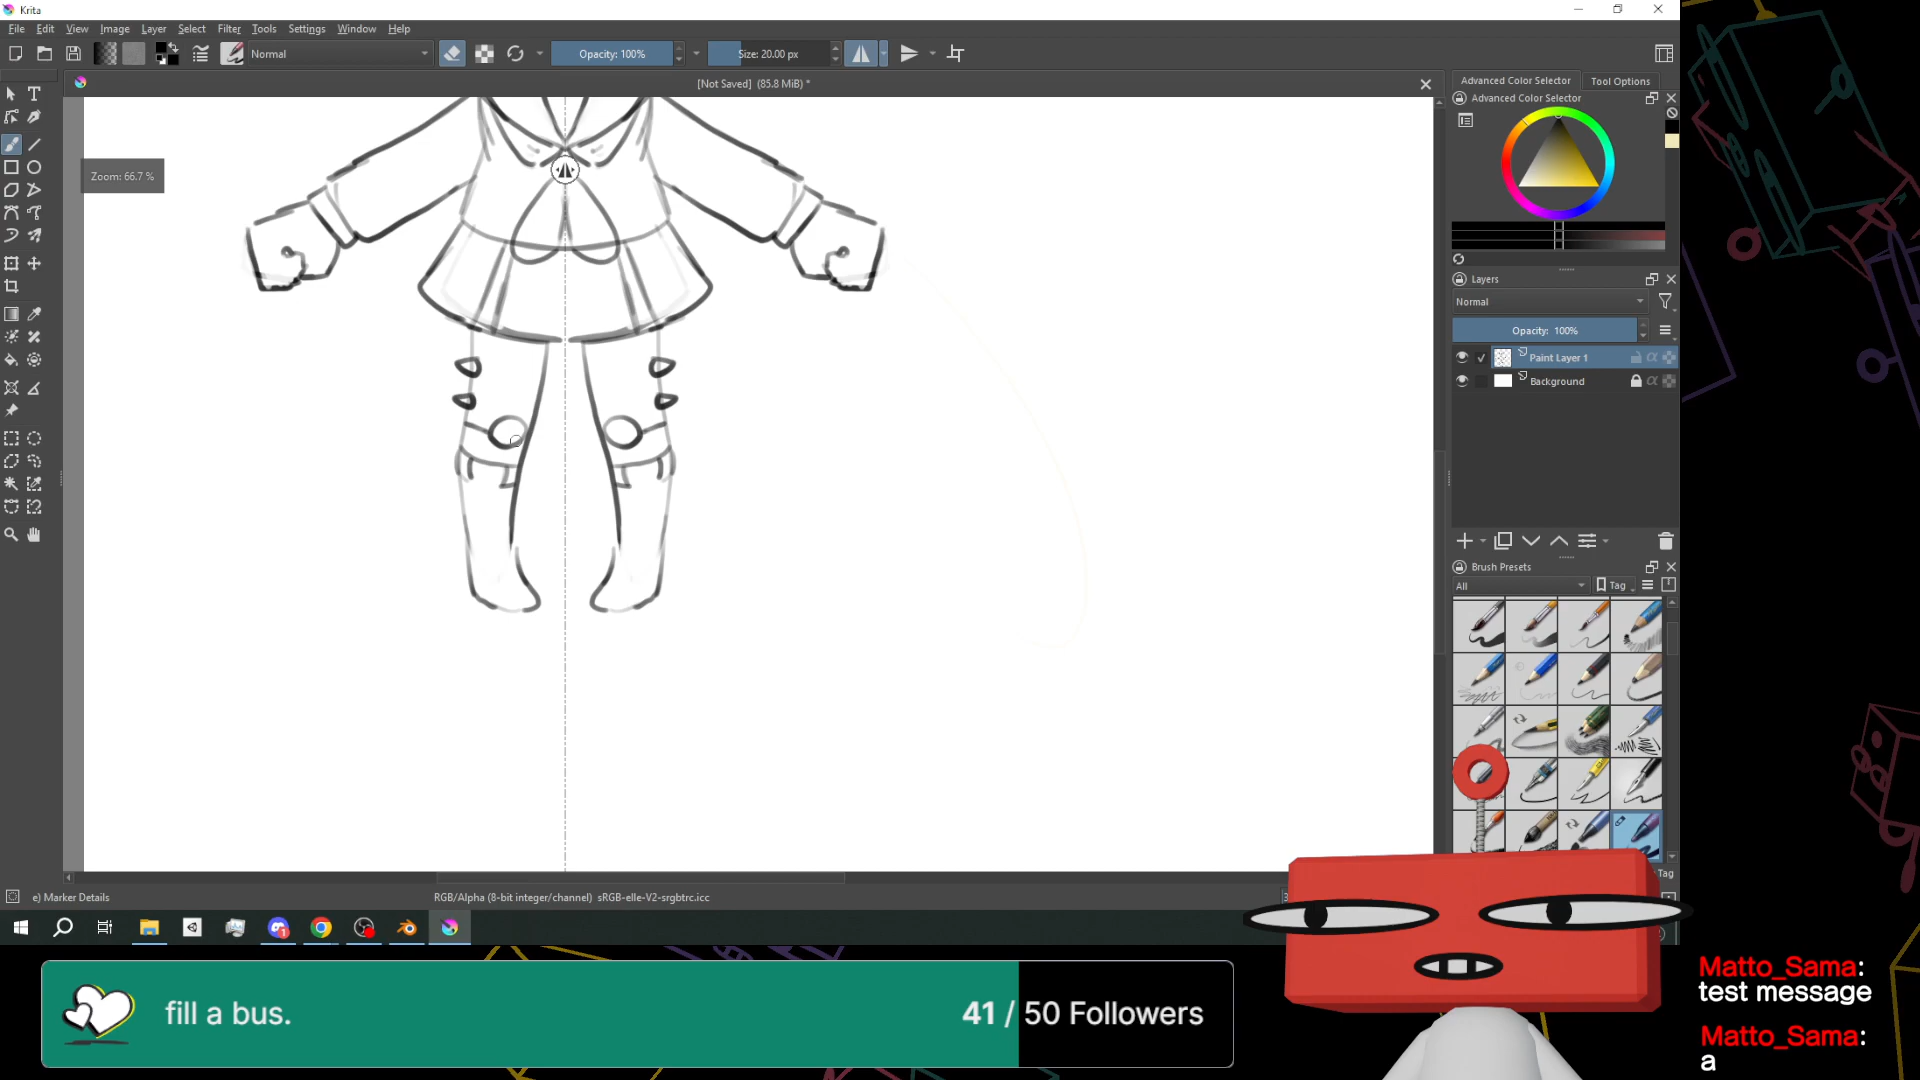 Krita
File Edit View Image Layer Select Filter Tools Settings Window Help
Normal
Opacity: 100%
Size: 20.00 px
[Not Saved] (85.8 MiB) *
Zoom: 66.7 %
Advanced Color Selector
Tool Options
Advanced Color Selector
Layers
Normal
Opacity: 100%
Paint Layer 1
Background
Brush Presets
All
Tag
Tag
e) Marker Details
RGB/Alpha (8-bit integer/channel) sRGB-elle-V2-srgbtrc.icc
fill a bus.
41 / 50 Followers
Matto_Sama:
test message
Matto_Sama:
a